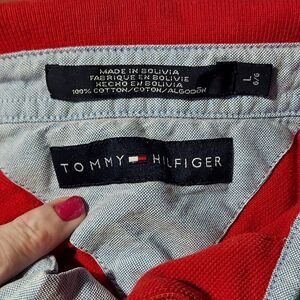 MADE IN BOLIVIA
FABRIQUE EN BOLIVIE
HECHO EN BOLIVIA
100% COTTON/COTON/ALGODÓN
L
G/G
TOMMY HILFIGER